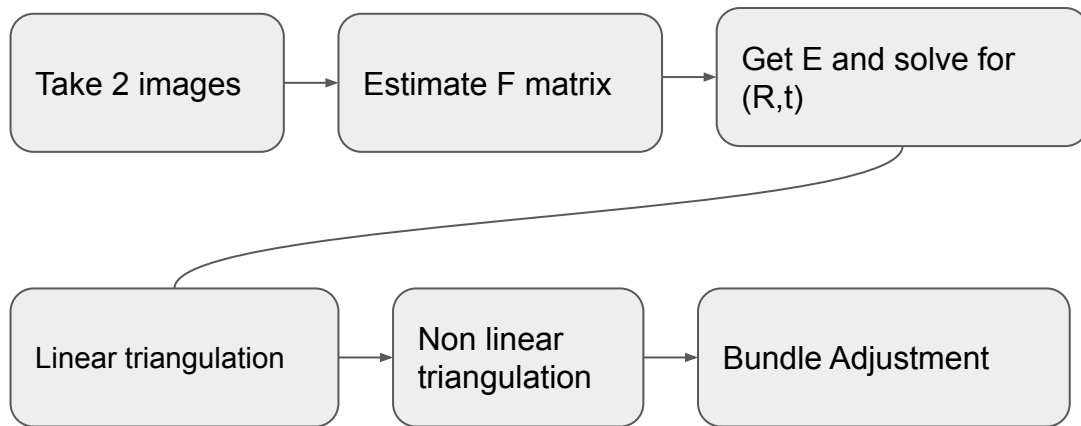 Take 2 images
Estimate F matrix
Get E and solve for
(R,t)
Linear triangulation
Non linear
triangulation
Bundle Adjustment